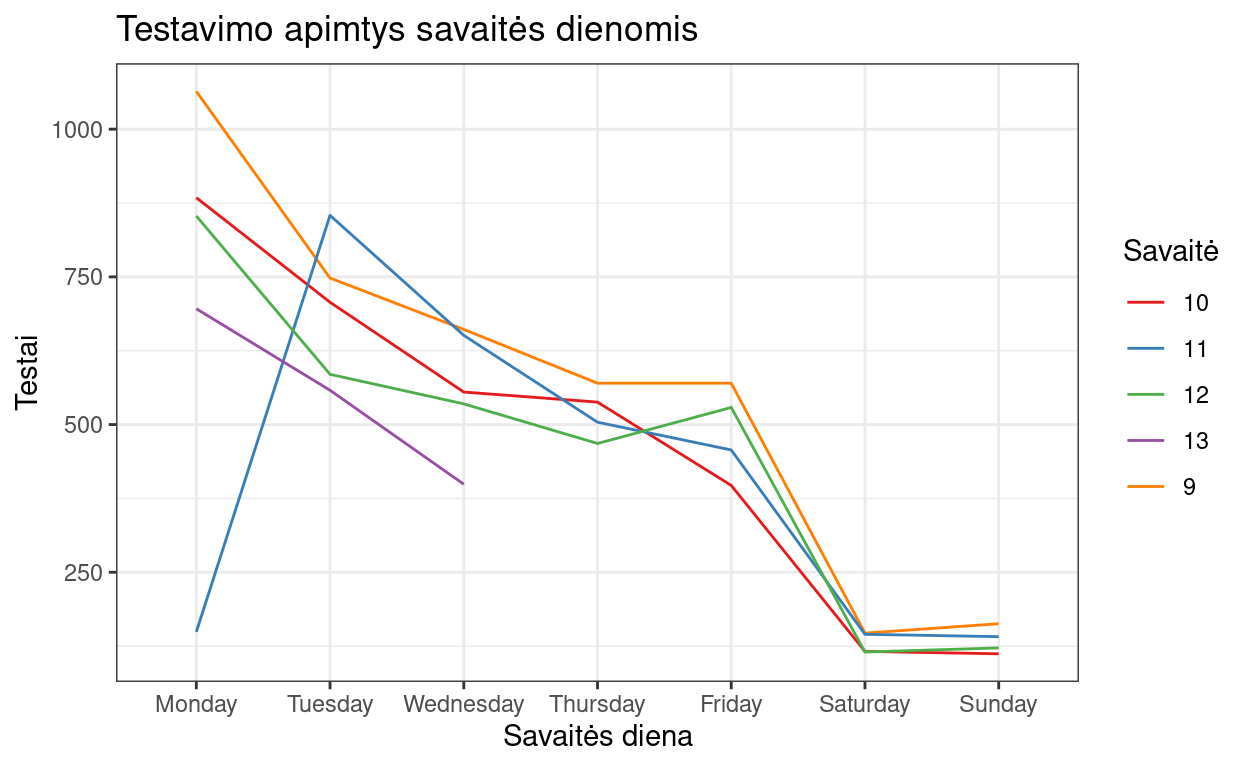 Testavimo apimtys savaitės dienomis
Testai
1000
750
500
250
Monday Tuesday Wednesday Thursday Friday Saturday Sunday
Savaitės diena
Savaitė
10
11
12
13
9